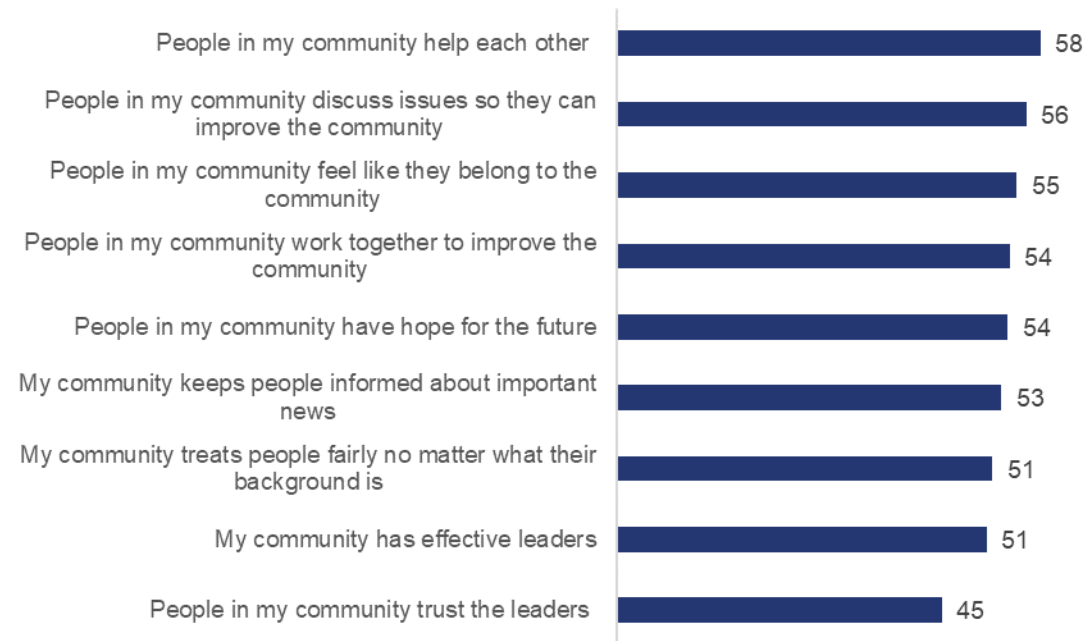 People in my community help each other
58
People in my community discuss issues so they can
improve the community
56
People in my community feel like they belong to the
community
55
People in my community work together to improve the
community
54
People in my community have hope for the future
54
My community keeps people informed about important
news
53
My community treats people fairly no matter what their
background is
51
My community has effective leaders
51
People in my community trust the leaders
45